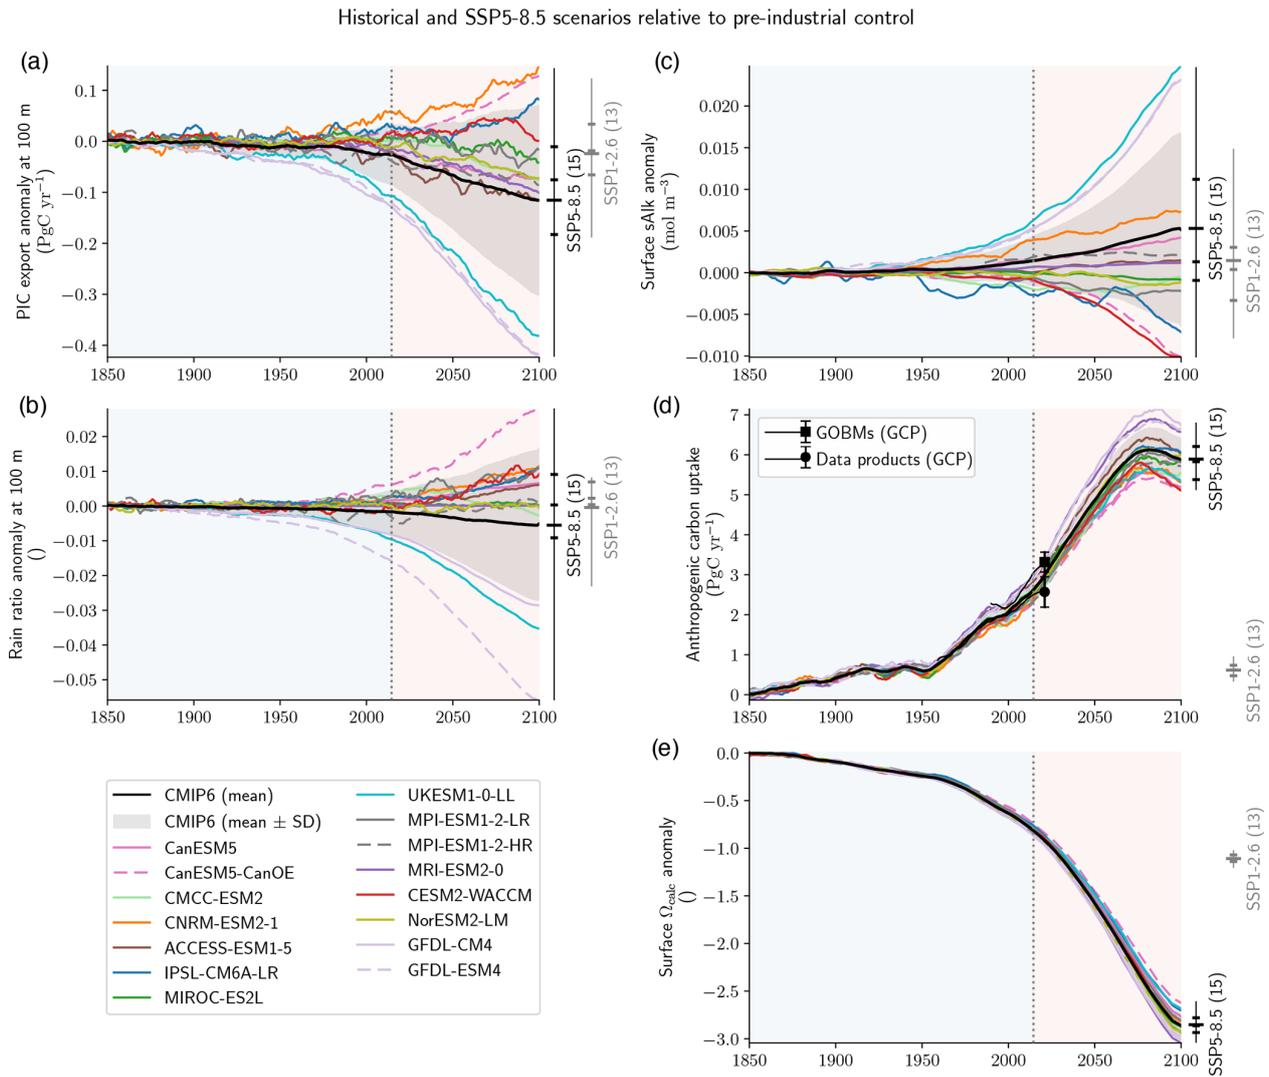 Historical and SSP5-8.5 scenarios relative to pre-industrial control
(a)
PIC export anomaly at 100 m
(PgC yr⁻¹)
0.1
0.0
−0.1
−0.2
−0.3
−0.4
1850 1900 1950 2000 2050 2100
SSP5-8.5 (15)
SSP1-2.6 (13)
(b)
Rain ratio anomaly at 100 m
()
0.02
0.01
0.00
−0.01
−0.02
−0.03
−0.04
−0.05
1850 1900 1950 2000 2050 2100
SSP5-8.5 (15)
SSP1-2.6 (13)
CMIP6 (mean)
CMIP6 (mean ± SD)
CanESM5
CanESM5-CanOE
CMCC-ESM2
CNRM-ESM2-1
ACCESS-ESM1-5
IPSL-CM6A-LR
MIROC-ES2L
UKESM1-0-LL
MPI-ESM1-2-LR
MPI-ESM1-2-HR
MRI-ESM2-0
CESM2-WACCM
NorESM2-LM
GFDL-CM4
GFDL-ESM4
(c)
Surface sAlk anomaly
(mol m⁻³)
0.020
0.015
0.010
0.005
0.000
−0.005
−0.010
1850 1900 1950 2000 2050 2100
SSP5-8.5 (15)
SSP1-2.6 (13)
(d)
Anthropogenic carbon uptake
(PgC yr⁻¹)
7
6
5
4
3
2
1
0
GOBMs (GCP)
Data products (GCP)
1850 1900 1950 2000 2050 2100
SSP5-8.5 (15)
SSP1-2.6 (13)
(e)
Surface Ωcalc anomaly
()
0.0
−0.5
−1.0
−1.5
−2.0
−2.5
−3.0
1850 1900 1950 2000 2050 2100
SSP5-8.5 (15)
SSP1-2.6 (13)